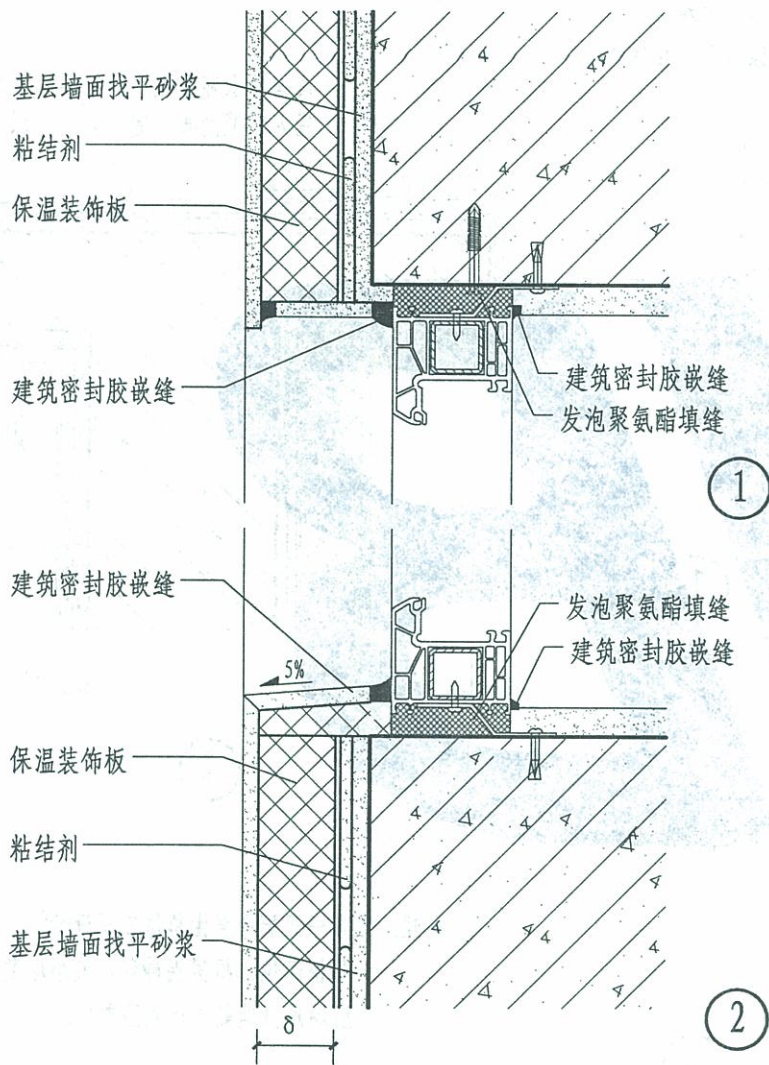 基层墙面找平砂浆
粘结剂
保温装饰板
建筑密封胶嵌缝
建筑密封胶嵌缝
发泡聚氨酯填缝
1
建筑密封胶嵌缝
发泡聚氨酯填缝
建筑密封胶嵌缝
5%
保温装饰板
粘结剂
基层墙面找平砂浆
δ
2